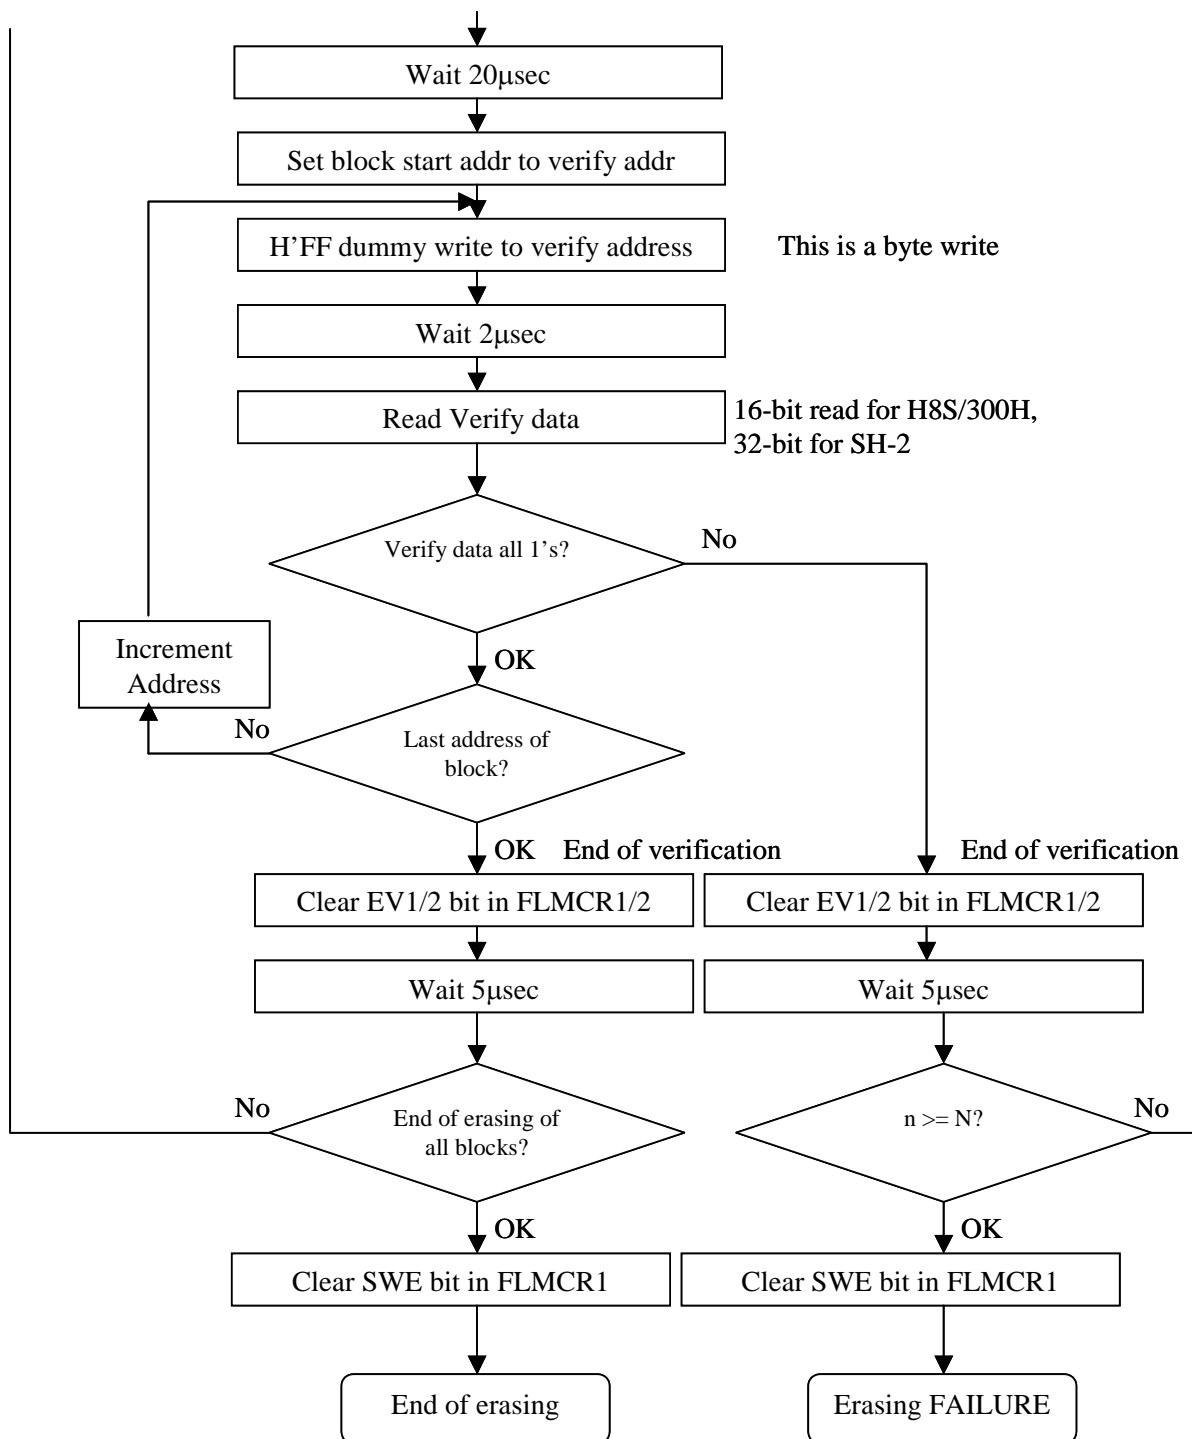 Wait 20μsec
Set block start addr to verify addr
H'FF dummy write to verify address
This is a byte write
Wait 2μsec
Read Verify data
16-bit read for H8S/300H,
32-bit for SH-2
Verify data all 1's?
No
OK
Increment
Address
No
Last address of
block?
OK
End of verification
End of verification
Clear EV1/2 bit in FLMCR1/2
Clear EV1/2 bit in FLMCR1/2
Wait 5μsec
Wait 5μsec
No
End of erasing of
all blocks?
n >= N?
No
OK
OK
Clear SWE bit in FLMCR1
Clear SWE bit in FLMCR1
End of erasing
Erasing FAILURE